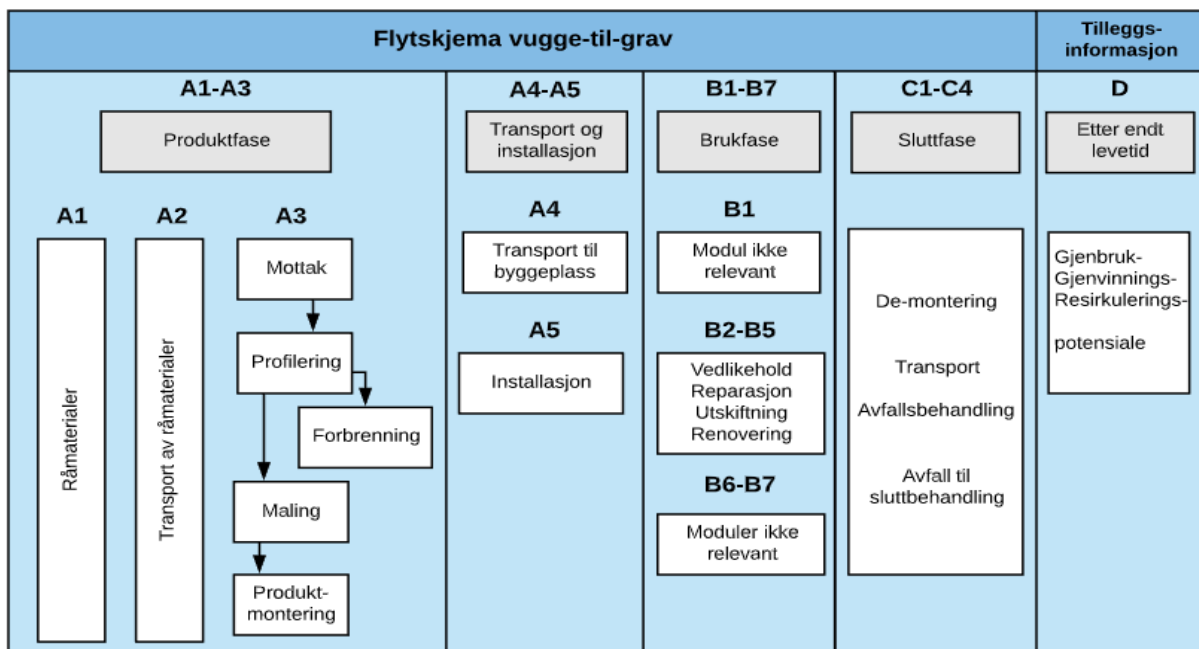 Flytskjema vugge-til-grav
Tilleggs-
informasjon
A1-A3
Produktfase
A1
Råmaterialer
A2
Transport av råmaterialer
A3
Mottak
Profilering
Forbrenning
Maling
Produkt-
montering
A4-A5
Transport og
installasjon
A4
Transport til
byggeplass
A5
Installasjon
B1-B7
Brukfase
B1
Modul ikke
relevant
B2-B5
Vedlikehold
Reparasjon
Utskiftning
Renovering
B6-B7
Moduler ikke
relevant
C1-C4
Sluttfase
De-montering
Transport
Avfallsbehandling
Avfall til
sluttbehandling
D
Etter endt
levetid
Gjenbruk-
Gjenvinnings-
Resirkulerings-
potensiale